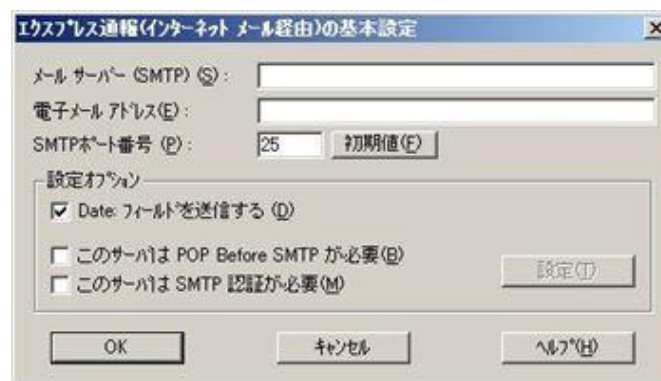 ｴｸｽﾌﾟﾚｽ通報(ｲﾝﾀｰﾈｯﾄ ﾒｰﾙ経由)の基本設定
ﾒｰﾙ ｻｰﾊﾞｰ (SMTP) (S) :
電子ﾒｰﾙ ｱﾄﾞﾚｽ(E) :
SMTPﾎﾟｰﾄ番号 (P) : 25 初期値(F)
設定ｵﾌﾟｼｮﾝ
Date: ﾌｨｰﾙﾄﾞを送信する (D)
このｻｰﾊﾞは POP Before SMTP が必要(B)
このｻｰﾊﾞは SMTP 認証が必要(M)
設定(T)
OK ｷｬﾝｾﾙ ﾍﾙﾌﾟ(H)